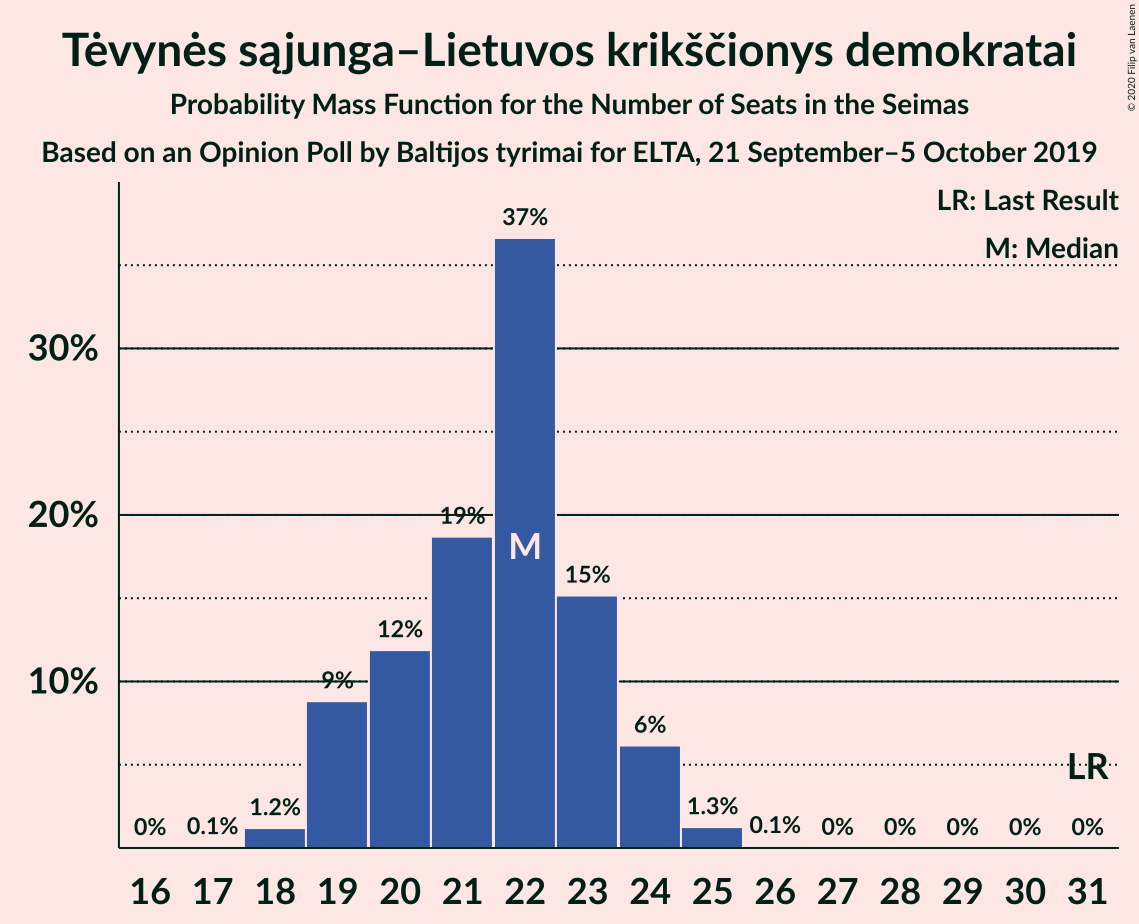 Tėvynės sąjunga–Lietuvos krikščionys demokratai
Probability Mass Function for the Number of Seats in the Seimas
Based on an Opinion Poll by Baltijos tyrimai for ELTA, 21 September–5 October 2019
© 2020 Filip van Laenen
LR: Last Result
M: Median
30%
20%
10%
0% 0.1% 1.2% 9% 12% 19% 37% 15% 6% 1.3% 0.1% 0% 0% 0% 0% 0%
M
LR
16 17 18 19 20 21 22 23 24 25 26 27 28 29 30 31